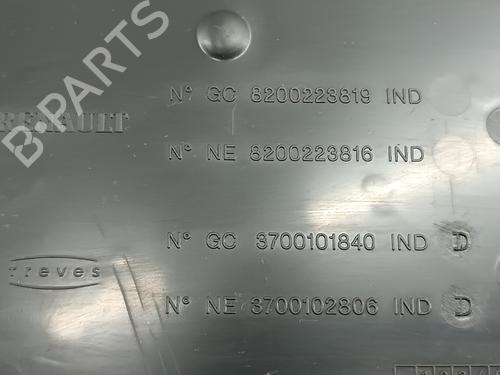 N° GC 8200223819 IND
RENAULT
N° NE 8200223816 IND
N° GC 3700101840 IND D
treves
N° NE 3700102806 IND D
B-PARTS